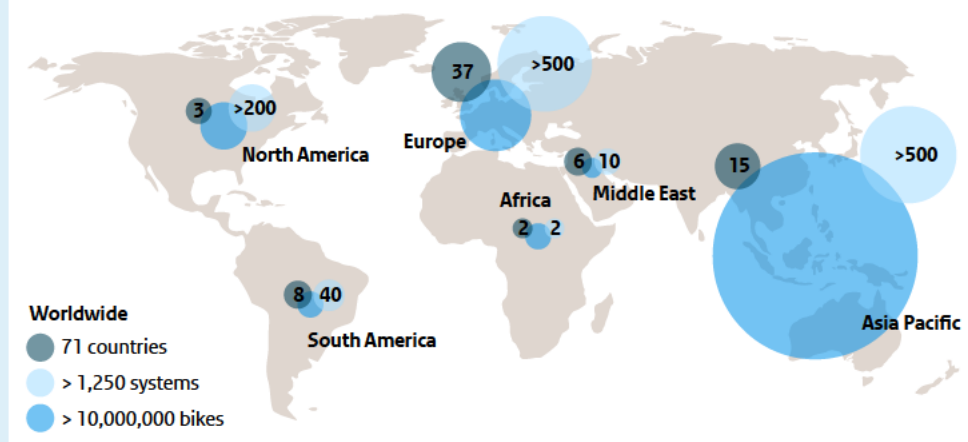 37
>500
3
>200
Europe
North America
>500
15
6
10
Middle East
Africa
2
2
8
40
South America
Asia Pacific
Worldwide
71 countries
> 1,250 systems
> 10,000,000 bikes